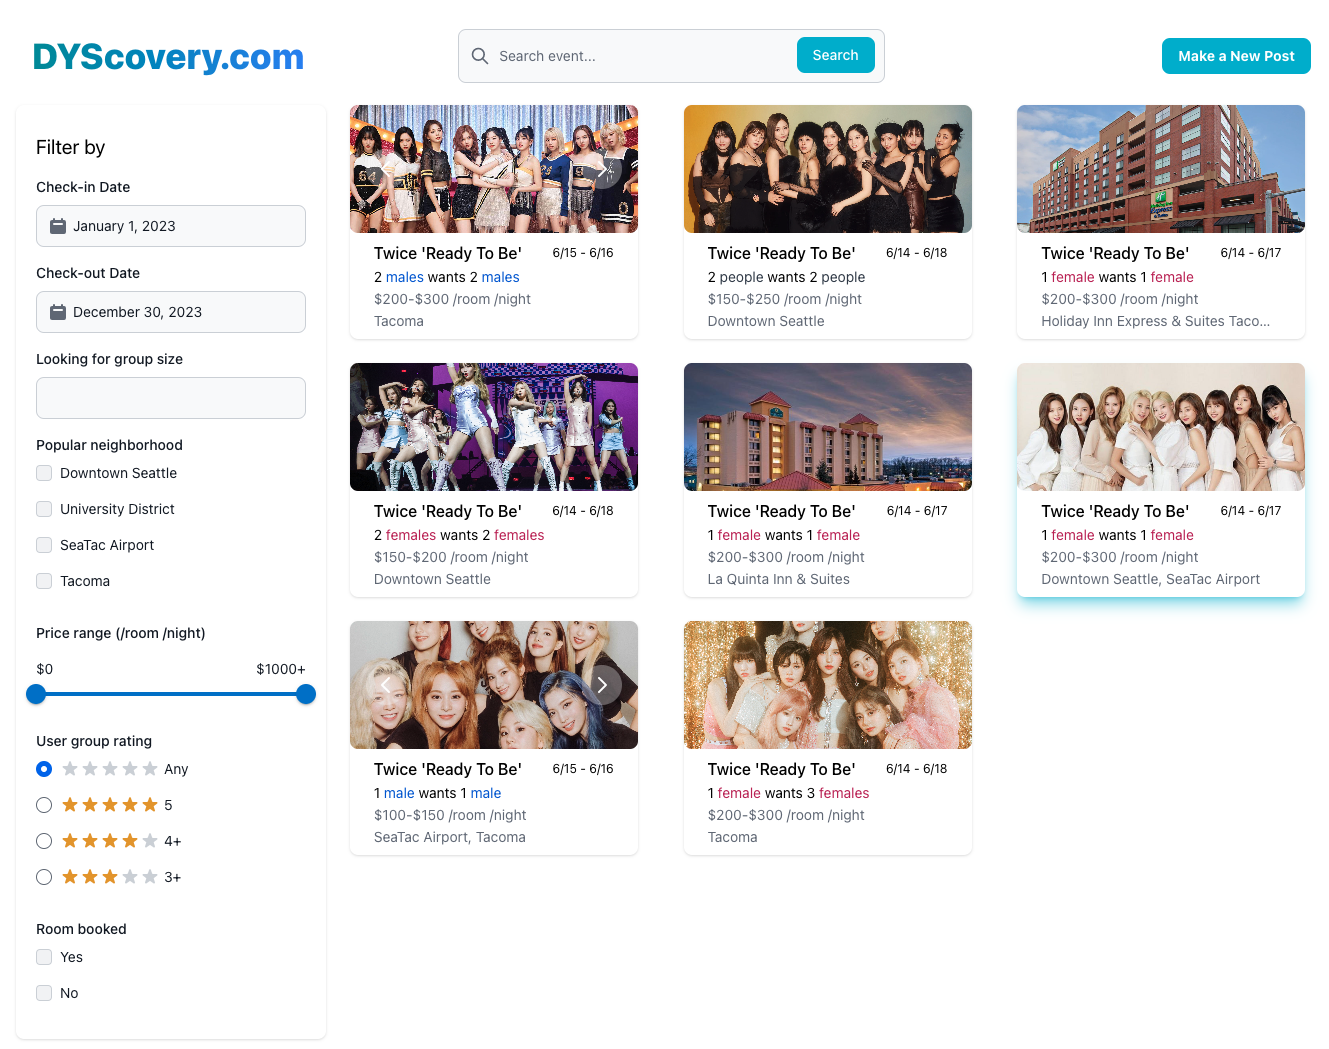 DYScovery.com
Search event...
Search
Make a New Post
Filter by
Check-in Date
January 1, 2023
Check-out Date
December 30, 2023
Looking for group size
Popular neighborhood
Downtown Seattle
University District
SeaTac Airport
Tacoma
Price range (/room /night)
$0 $1000+
User group rating
Any
5
4+
3+
Room booked
Yes
No
Twice 'Ready To Be' 6/15 - 6/16
2 males wants 2 males
$200-$300 /room /night
Tacoma
Twice 'Ready To Be' 6/14 - 6/18
2 people wants 2 people
$150-$250 /room /night
Downtown Seattle
Twice 'Ready To Be' 6/14 - 6/17
1 female wants 1 female
$200-$300 /room /night
Holiday Inn Express & Suites Taco...
Twice 'Ready To Be' 6/14 - 6/18
2 females wants 2 females
$150-$200 /room /night
Downtown Seattle
Twice 'Ready To Be' 6/14 - 6/17
1 female wants 1 female
$200-$300 /room /night
La Quinta Inn & Suites
Twice 'Ready To Be' 6/14 - 6/17
1 female wants 1 female
$200-$300 /room /night
Downtown Seattle, SeaTac Airport
Twice 'Ready To Be' 6/15 - 6/16
1 male wants 1 male
$100-$150 /room /night
SeaTac Airport, Tacoma
Twice 'Ready To Be' 6/14 - 6/18
1 female wants 3 females
$200-$300 /room /night
Tacoma